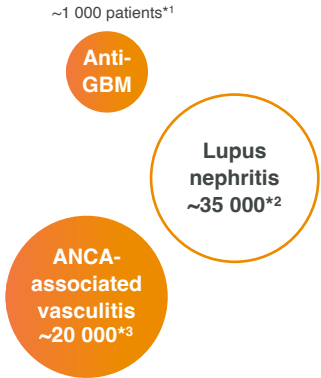 ~1 000 patients*1
Anti-
GBM
Lupus
nephritis
~35 000*2
ANCA-
associated
vasculitis
~20 000*3